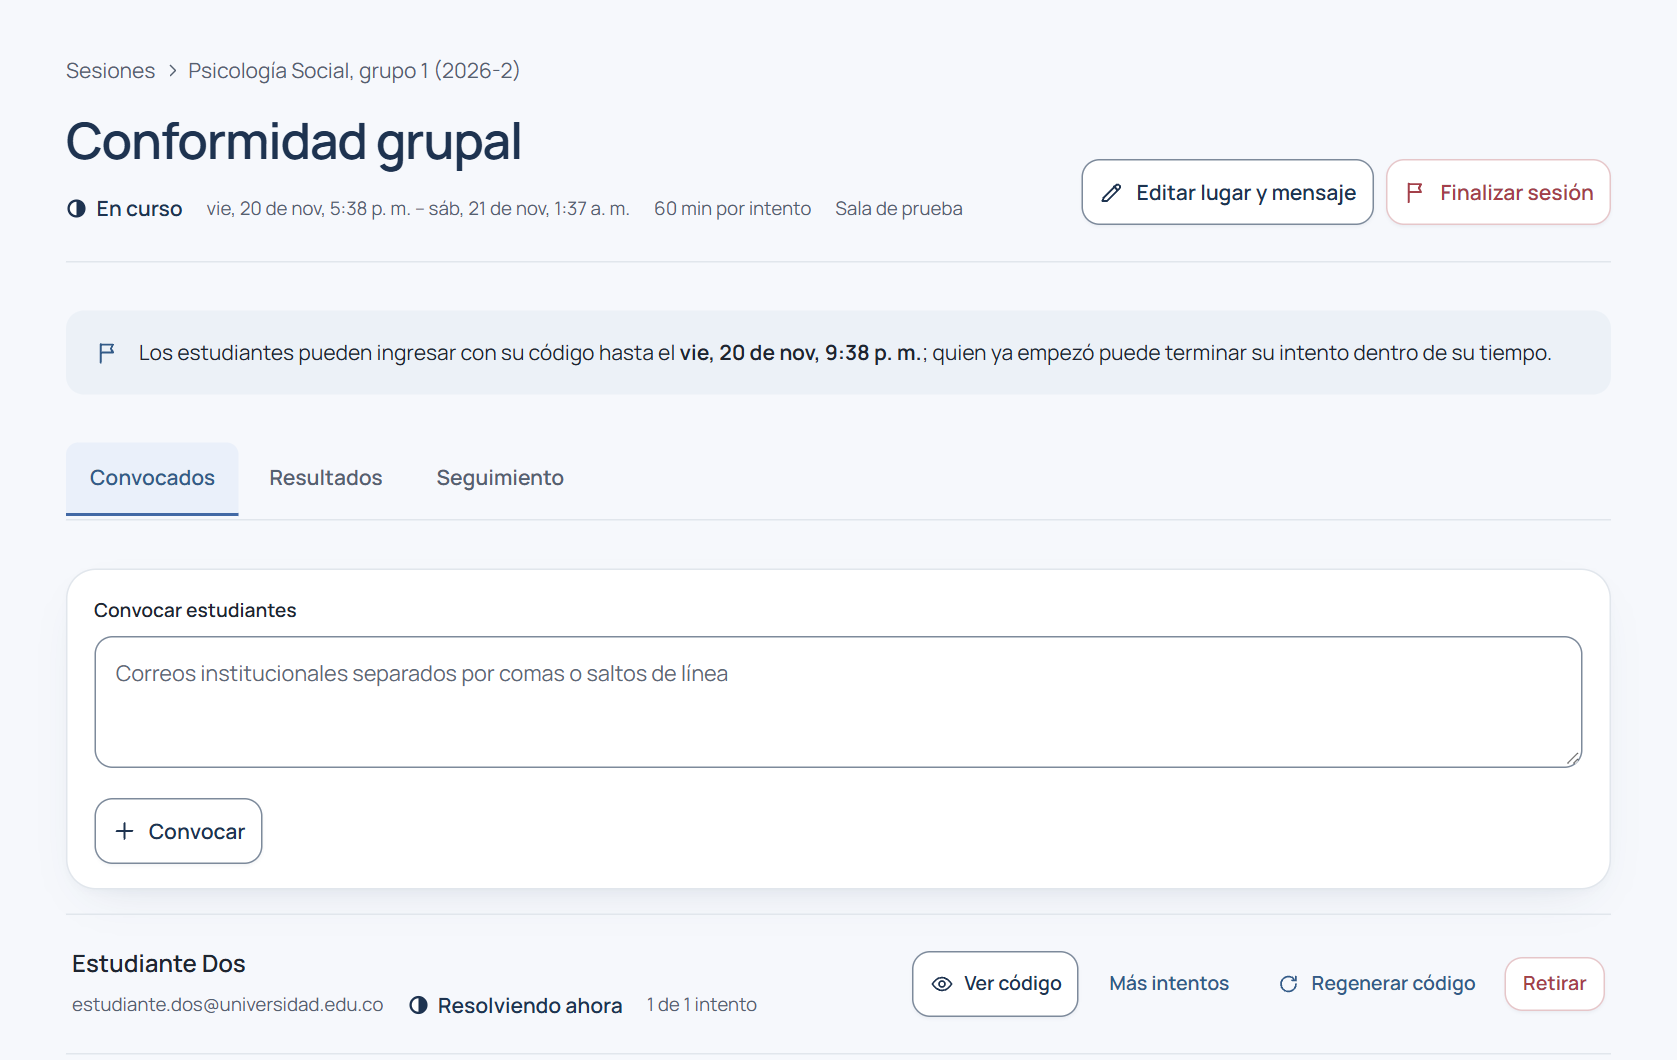 Sesiones > Psicología Social, grupo 1 (2026-2)
Conformidad grupal
En curso vie, 20 de nov, 5:38 p. m. – sáb, 21 de nov, 1:37 a. m. 60 min por intento Sala de prueba
Editar lugar y mensaje Finalizar sesión
Los estudiantes pueden ingresar con su código hasta el vie, 20 de nov, 9:38 p. m.; quien ya empezó puede terminar su intento dentro de su tiempo.
Convocados Resultados Seguimiento
Convocar estudiantes
Correos institucionales separados por comas o saltos de línea
+ Convocar
Estudiante Dos
estudiante.dos@universidad.edu.co Resolviendo ahora 1 de 1 intento
Ver código Más intentos Regenerar código Retirar